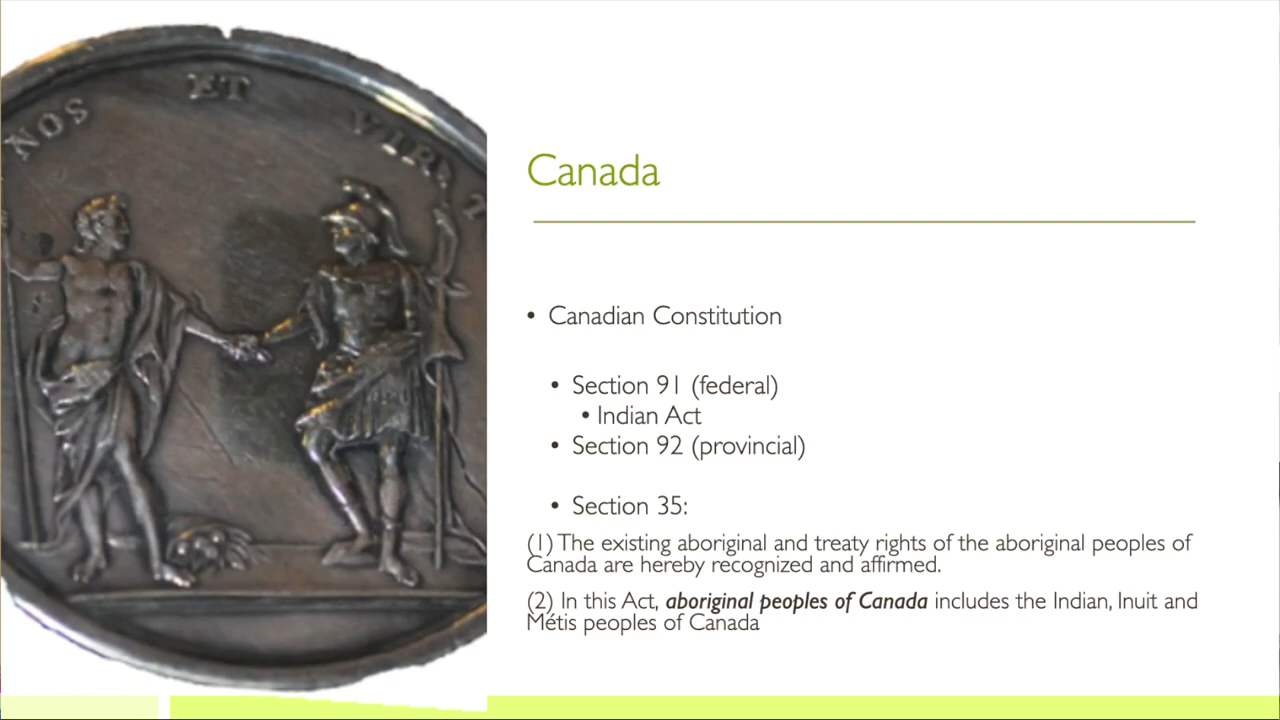 NOS ET VIR
Canada
• Canadian Constitution
• Section 91 (federal)
• Indian Act
• Section 92 (provincial)
• Section 35:
(1) The existing aboriginal and treaty rights of the aboriginal peoples of
Canada are hereby recognized and affirmed.
(2) In this Act, aboriginal peoples of Canada includes the Indian, Inuit and
Métis peoples of Canada